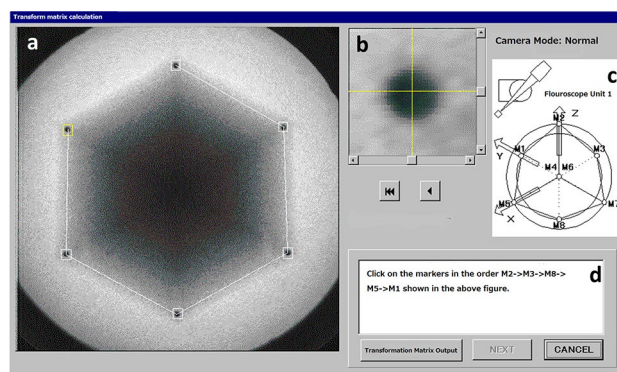 Transform matrix calculation
a
b
Camera Mode: Normal
c
Flouroscope Unit 1
Z
M2
M1
M3
Y
M4 M6
M5
M7
X
M8
d
Click on the markers in the order M2->M3->M8->
M5->M1 shown in the above figure.
Transformation Matrix Output
NEXT
CANCEL